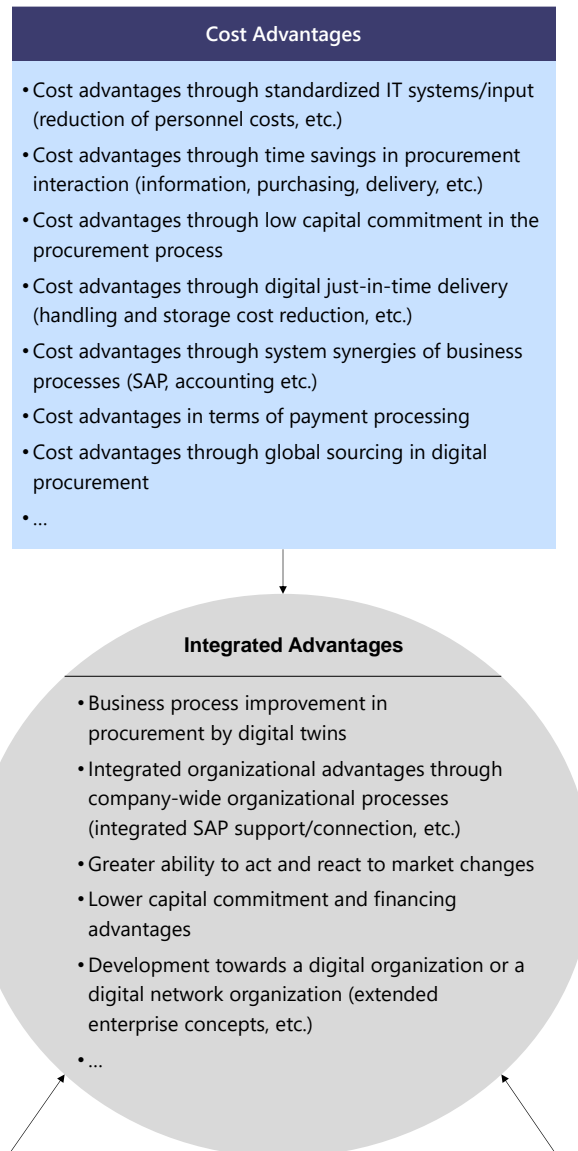 Cost Advantages
• Cost advantages through standardized IT systems/input
(reduction of personnel costs, etc.)
• Cost advantages through time savings in procurement
interaction (information, purchasing, delivery, etc.)
• Cost advantages through low capital commitment in the
procurement process
• Cost advantages through digital just-in-time delivery
(handling and storage cost reduction, etc.)
• Cost advantages through system synergies of business
processes (SAP, accounting etc.)
• Cost advantages in terms of payment processing
• Cost advantages through global sourcing in digital
procurement
• ...
Integrated Advantages
• Business process improvement in
procurement by digital twins
• Integrated organizational advantages through
company-wide organizational processes
(integrated SAP support/connection, etc.)
• Greater ability to act and react to market changes
• Lower capital commitment and financing
advantages
• Development towards a digital organization or a
digital network organization (extended
enterprise concepts, etc.)
• ...